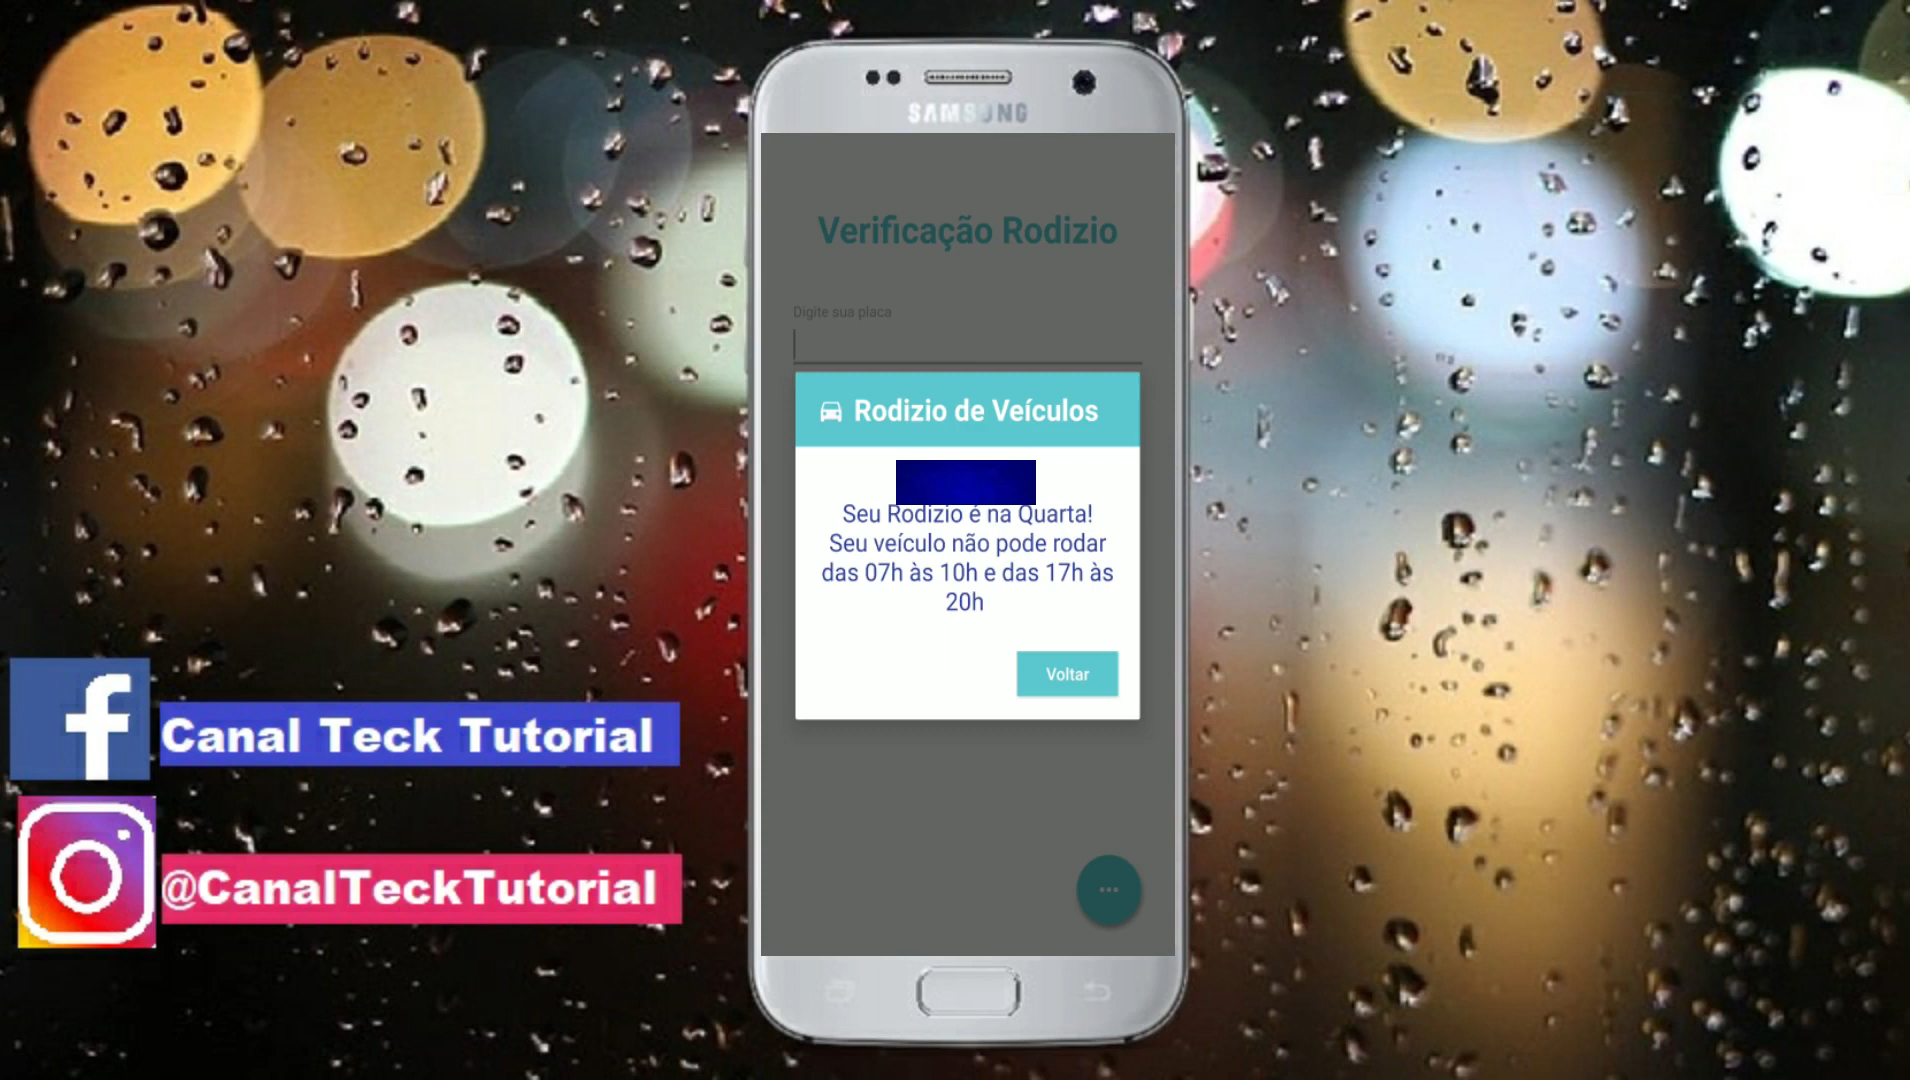 SAMSUNG
Verificação Rodizio
Digite sua placa
Rodizio de Veículos
Seu Rodizio é na Quarta!
Seu veículo não pode rodar
das 07h às 10h e das 17h às
20h
Voltar
Canal Teck Tutorial
@CanalTeckTutorial